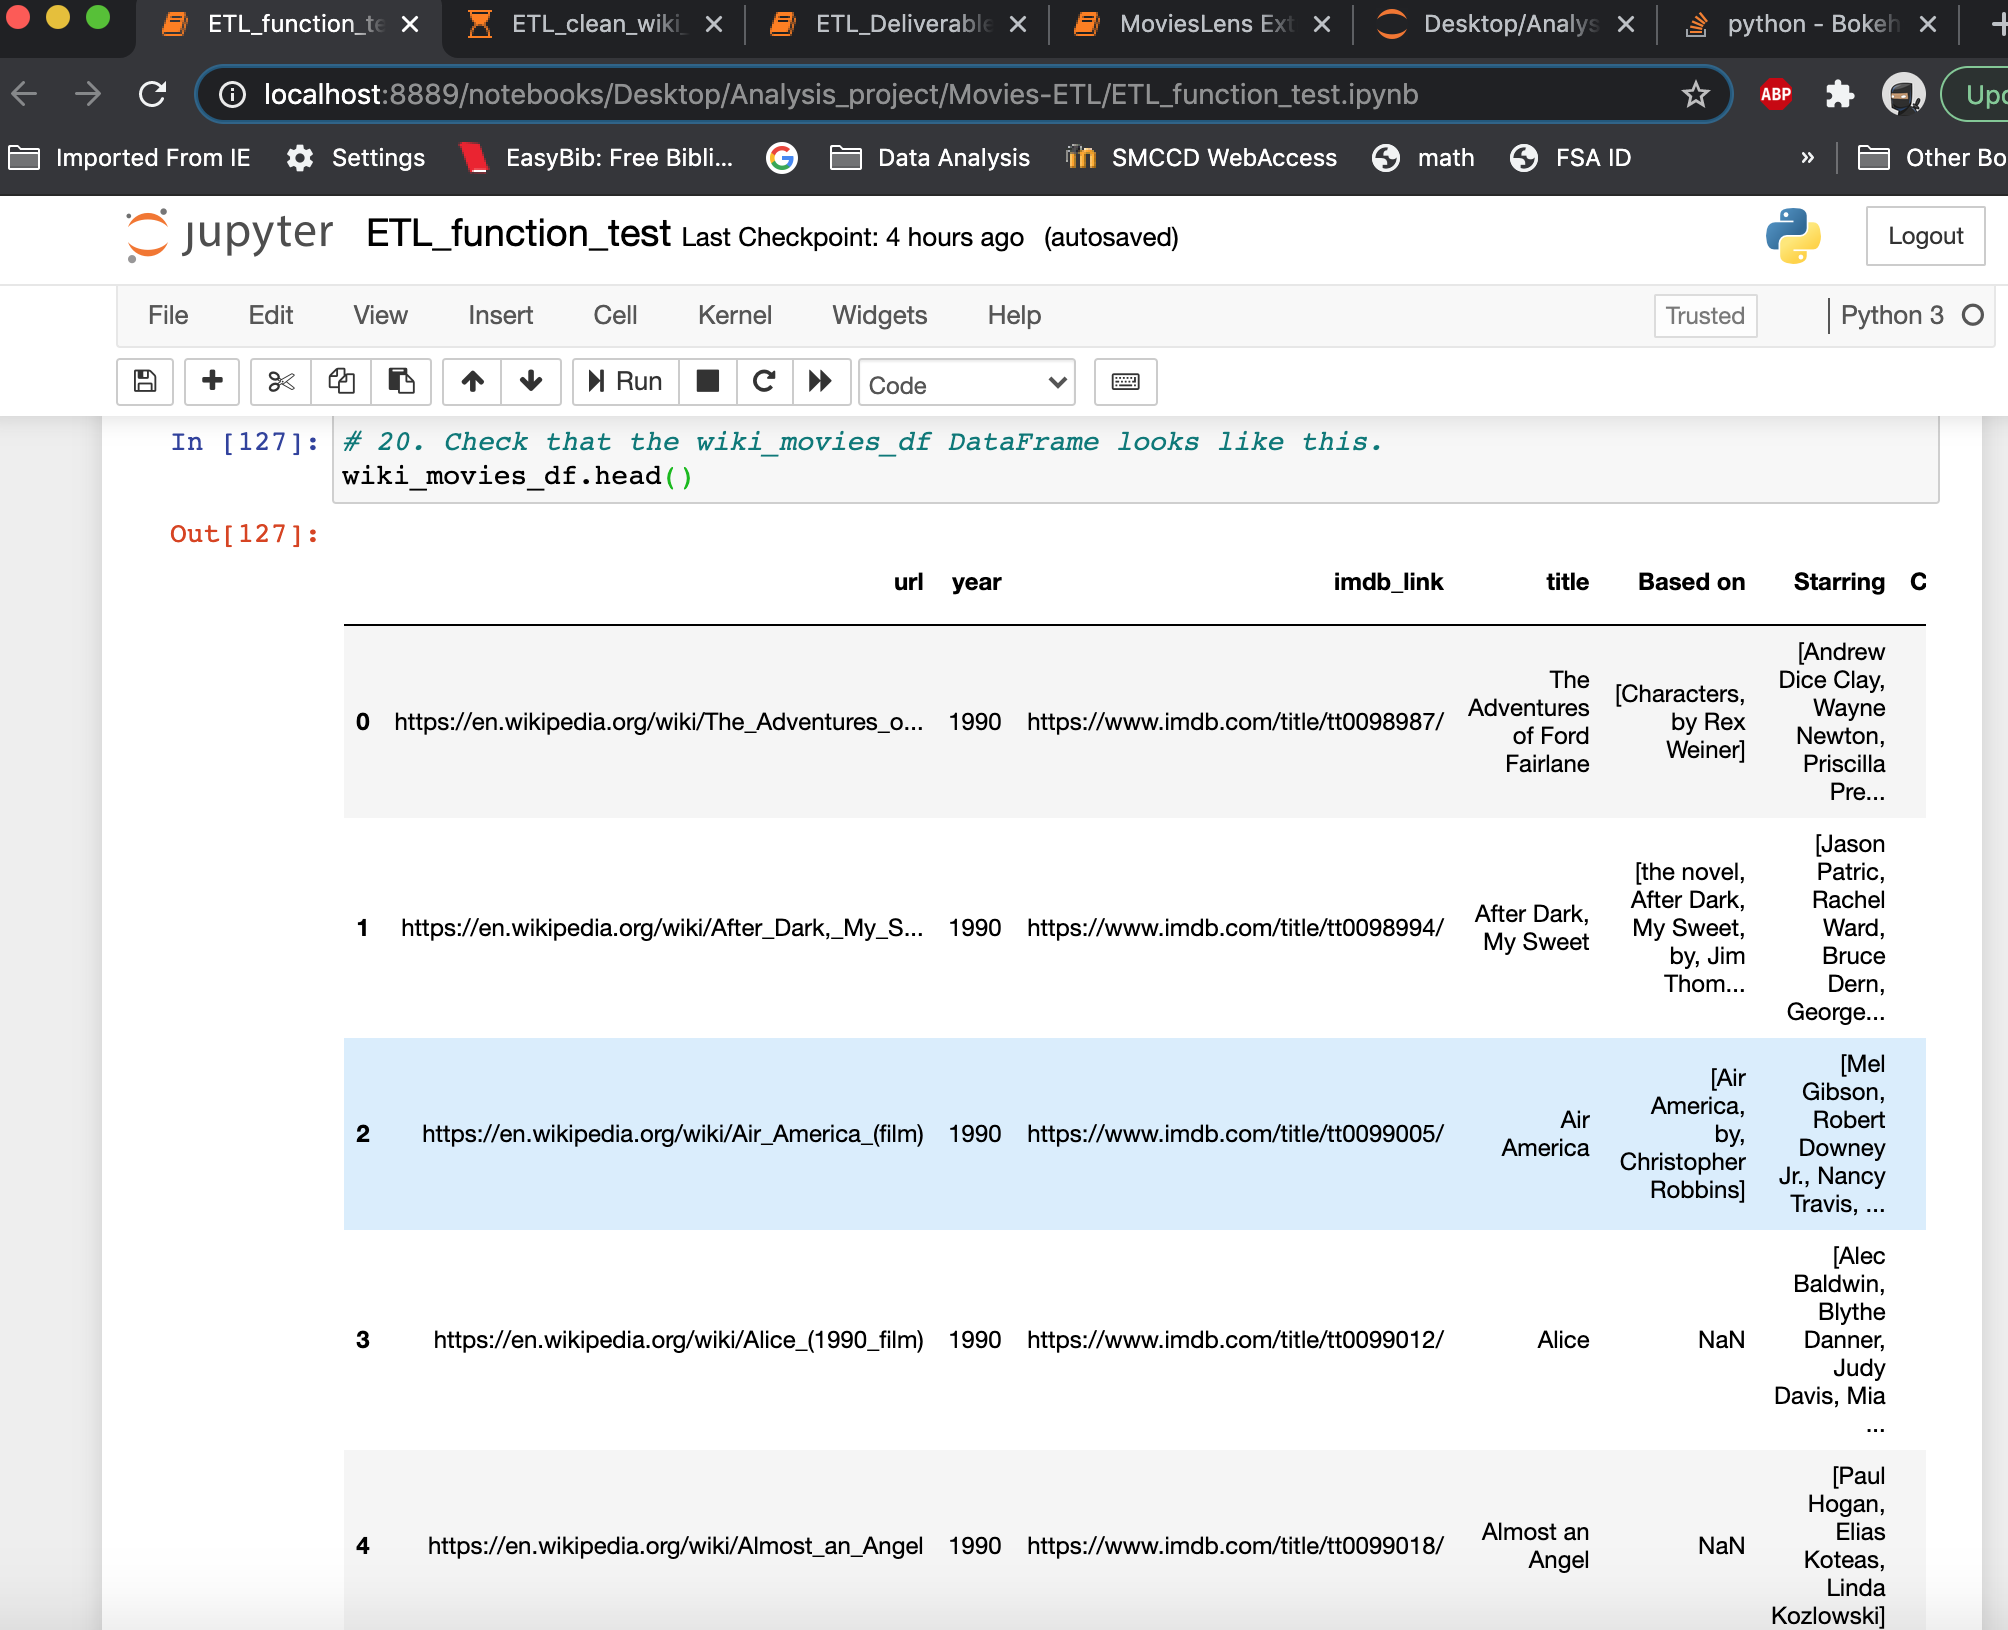 ETL_function_te
ETL_clean_wiki_
ETL_Deliverable
MoviesLens Ext
Desktop/Analys
python - Bokeh
localhost:8889/notebooks/Desktop/Analysis_project/Movies-ETL/ETL_function_test.ipynb
ABP
Upd
Imported From IE
Settings
EasyBib: Free Bibli...
Data Analysis
SMCCD WebAccess
math
FSA ID
»
Other Bo
jupyter ETL_function_test Last Checkpoint: 4 hours ago (autosaved)
Logout
File Edit View Insert Cell Kernel Widgets Help
Trusted
Python 3
Run
Code
In [127]: # 20. Check that the wiki_movies_df DataFrame looks like this.
wiki_movies_df.head()
Out[127]:
url year imdb_link title Based on Starring C
0 https://en.wikipedia.org/wiki/The_Adventures_o... 1990 https://www.imdb.com/title/tt0098987/
The
Adventures
of Ford
Fairlane
[Characters,
by Rex
Weiner]
[Andrew
Dice Clay,
Wayne
Newton,
Priscilla
Pre...
1 https://en.wikipedia.org/wiki/After_Dark,_My_S... 1990 https://www.imdb.com/title/tt0098994/
After Dark,
My Sweet
[the novel,
After Dark,
My Sweet,
by, Jim
Thom...
[Jason
Patric,
Rachel
Ward,
Bruce
Dern,
George...
2 https://en.wikipedia.org/wiki/Air_America_(film) 1990 https://www.imdb.com/title/tt0099005/
Air
America
[Air
America,
by,
Christopher
Robbins]
[Mel
Gibson,
Robert
Downey
Jr., Nancy
Travis, ...
3 https://en.wikipedia.org/wiki/Alice_(1990_film) 1990 https://www.imdb.com/title/tt0099012/
Alice
NaN
[Alec
Baldwin,
Blythe
Danner,
Judy
Davis, Mia
...
4 https://en.wikipedia.org/wiki/Almost_an_Angel 1990 https://www.imdb.com/title/tt0099018/
Almost an
Angel
NaN
[Paul
Hogan,
Elias
Koteas,
Linda
Kozlowski]